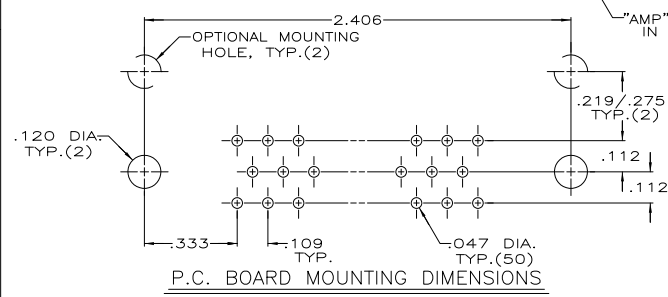 2.406
"AMP"
IN
OPTIONAL MOUNTING
HOLE, TYP.(2)
.219/.275
TYP.(2)
.120 DIA.
TYP.(2)
.112
.112
.333
.109
TYP.
.047 DIA.
TYP.(50)
P.C. BOARD MOUNTING DIMENSIONS